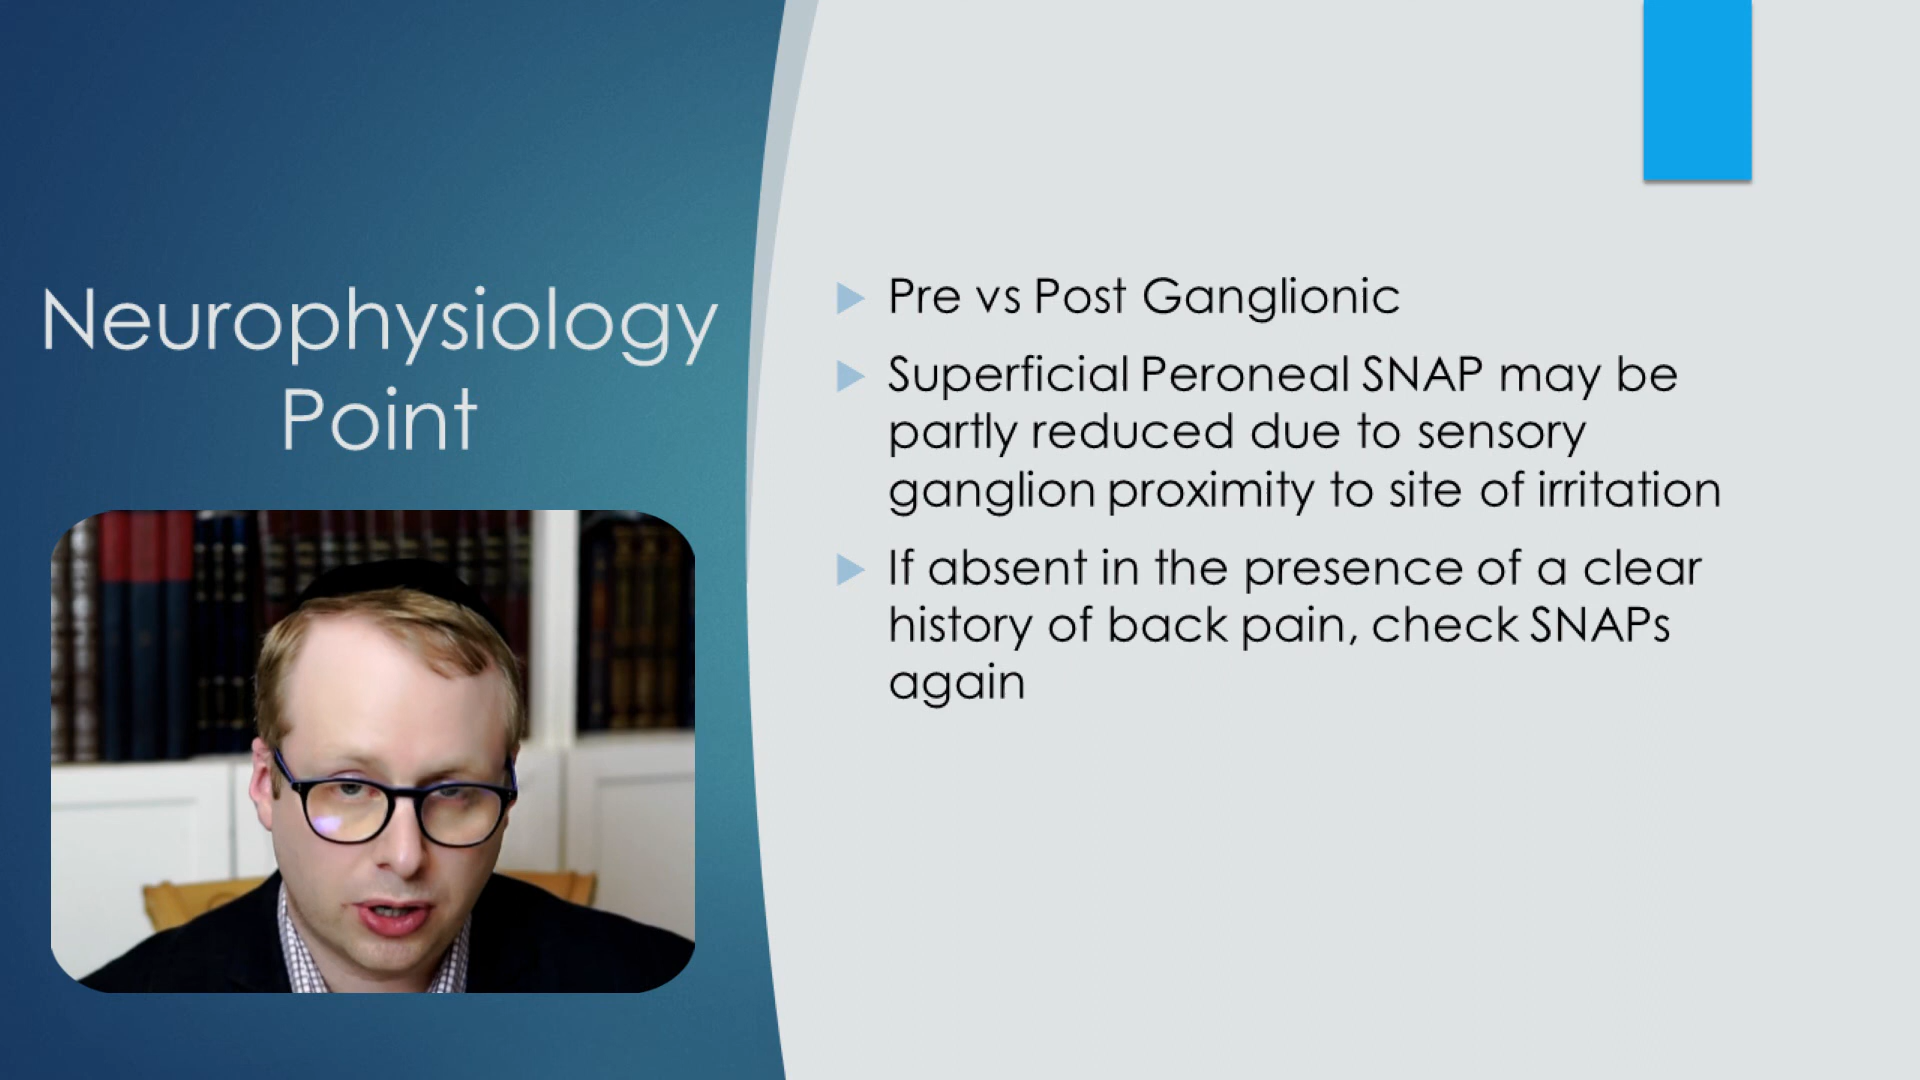 Neurophysiology
Point
Pre vs Post Ganglionic
Superficial Peroneal SNAP may be
partly reduced due to sensory
ganglion proximity to site of irritation
If absent in the presence of a clear
history of back pain, check SNAPs
again